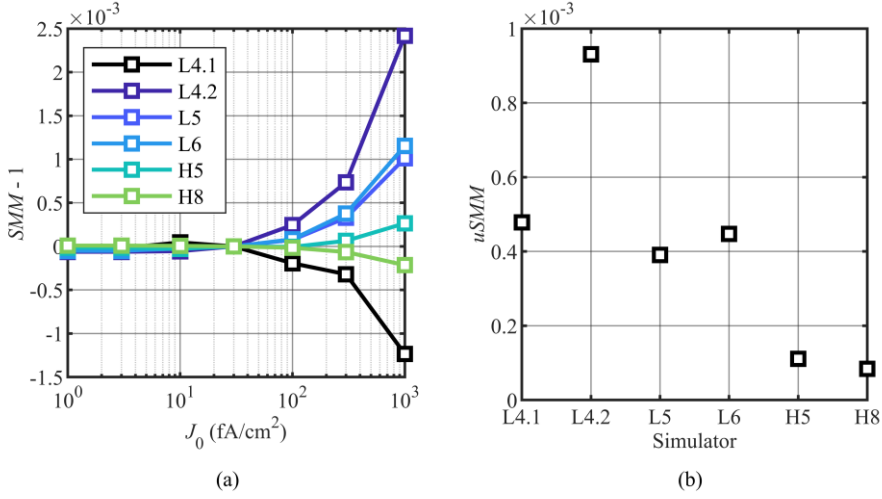 ×10⁻³
2.5
2
1.5
1
0.5
0
-0.5
-1
-1.5
SMM - 1
L4.1
L4.2
L5
L6
H5
H8
10⁰ 10¹ 10² 10³
J₀ (fA/cm²)
(a)
×10⁻³
1
0.8
0.6
0.4
0.2
0
uSMM
L4.1 L4.2 L5 L6 H5 H8
Simulator
(b)